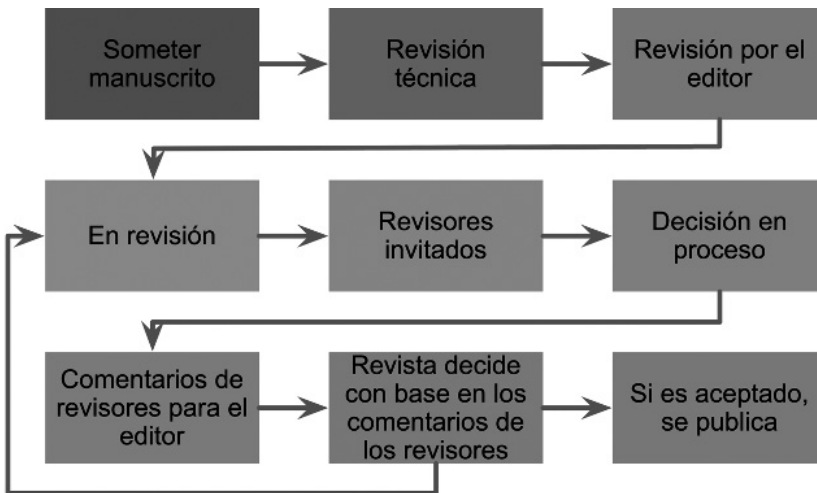 Someter
manuscrito
Revisión
técnica
Revisión por el
editor
En revisión
Revisores
invitados
Decisión en
proceso
Comentarios de
revisores para el
editor
Revista decide
con base en los
comentarios de
los revisores
Si es aceptado,
se publica